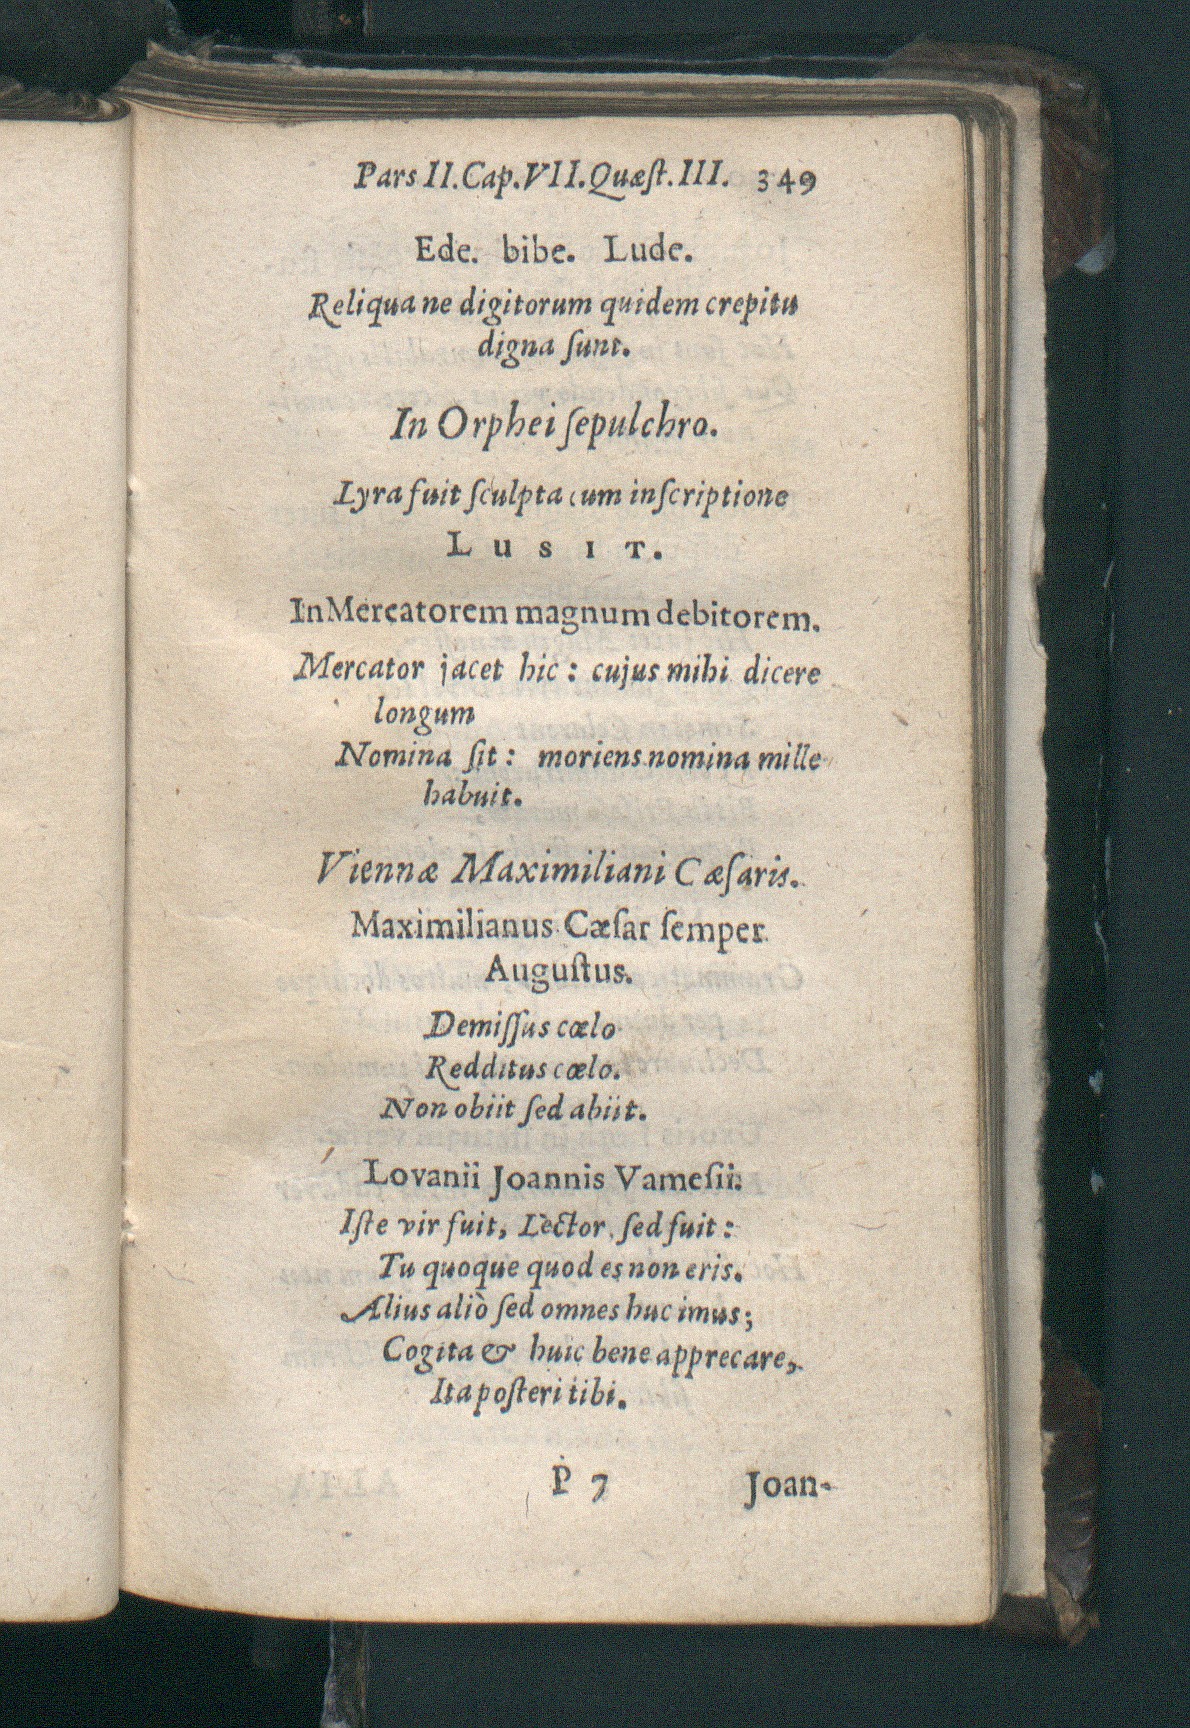 Pars II. Cap. VII. Quæſt. III. 349
Ede. bibe. Lude.
Reliqua ne digitorum quidem crepitu
digna ſunt.
In Orphei ſepulchro.
Lyra fuit ſculpta cum inſcriptione
LUSIT.
In Mercatorem magnum debitorem.
Mercator jacet hic: cujus mihi dicere
longum
Nomina ſit: moriens nomina mille
habuit.
Viennæ Maximiliani Cæſaris.
Maximilianus Cæſar ſemper
Auguſtus.
Demiſſus cœlo
Redditus cœlo.
Non obiit ſed abiit.
Lovanii Joannis Vameſii.
Iſte vir fuit, Lector, ſed fuit:
Tu quoque quod es non eris.
Alius aliò ſed omnes huc imus;
Cogita & huic bene apprecare,
Ita poſteri tibi.
P 7 Joan-